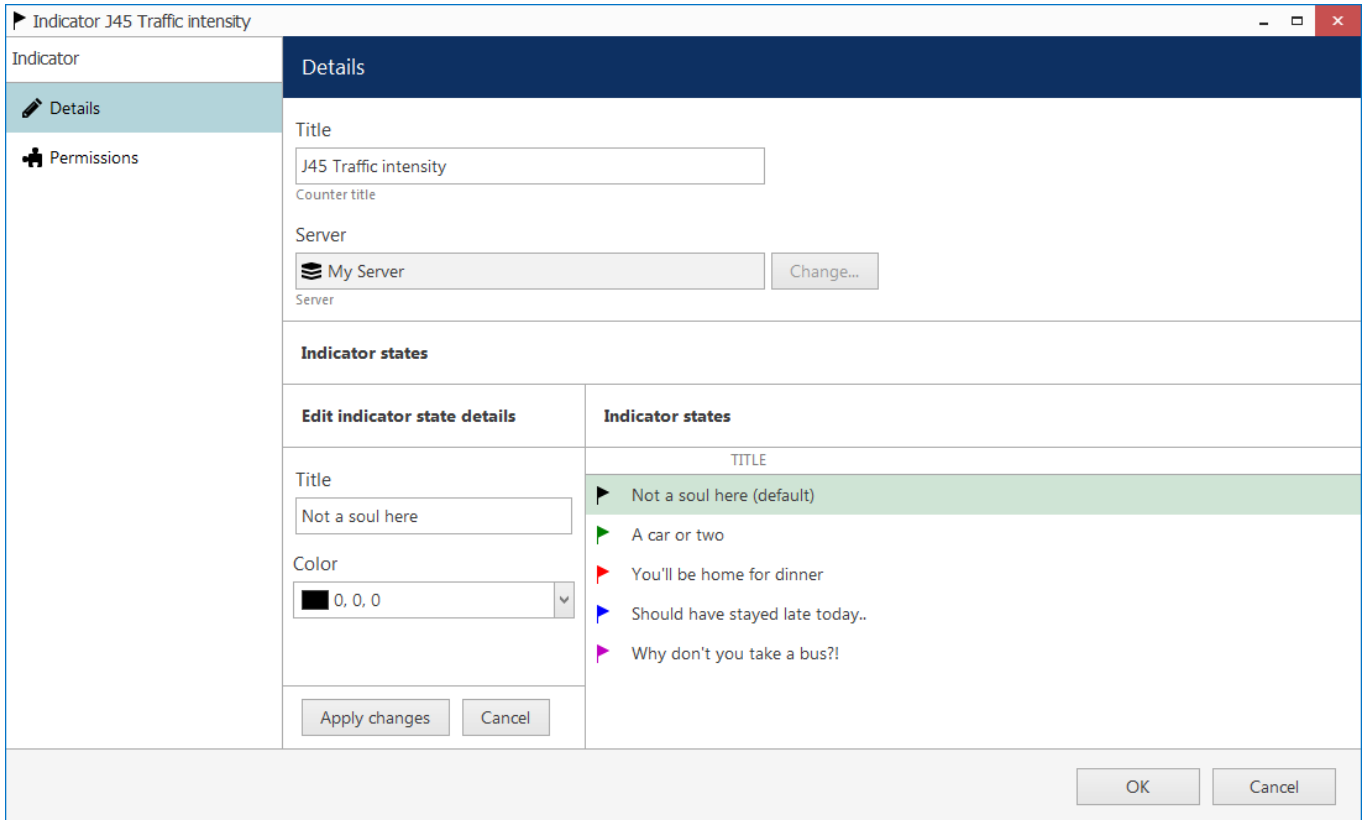 Indicator J45 Traffic intensity
Indicator
Details
Permissions
Details
Title
J45 Traffic intensity
Counter title
Server
My Server
Change...
Server
Indicator states
Edit indicator state details
Title
Not a soul here
Color
0, 0, 0
Apply changes
Cancel
Indicator states
TITLE
Not a soul here (default)
A car or two
You'll be home for dinner
Should have stayed late today..
Why don't you take a bus?!
OK
Cancel